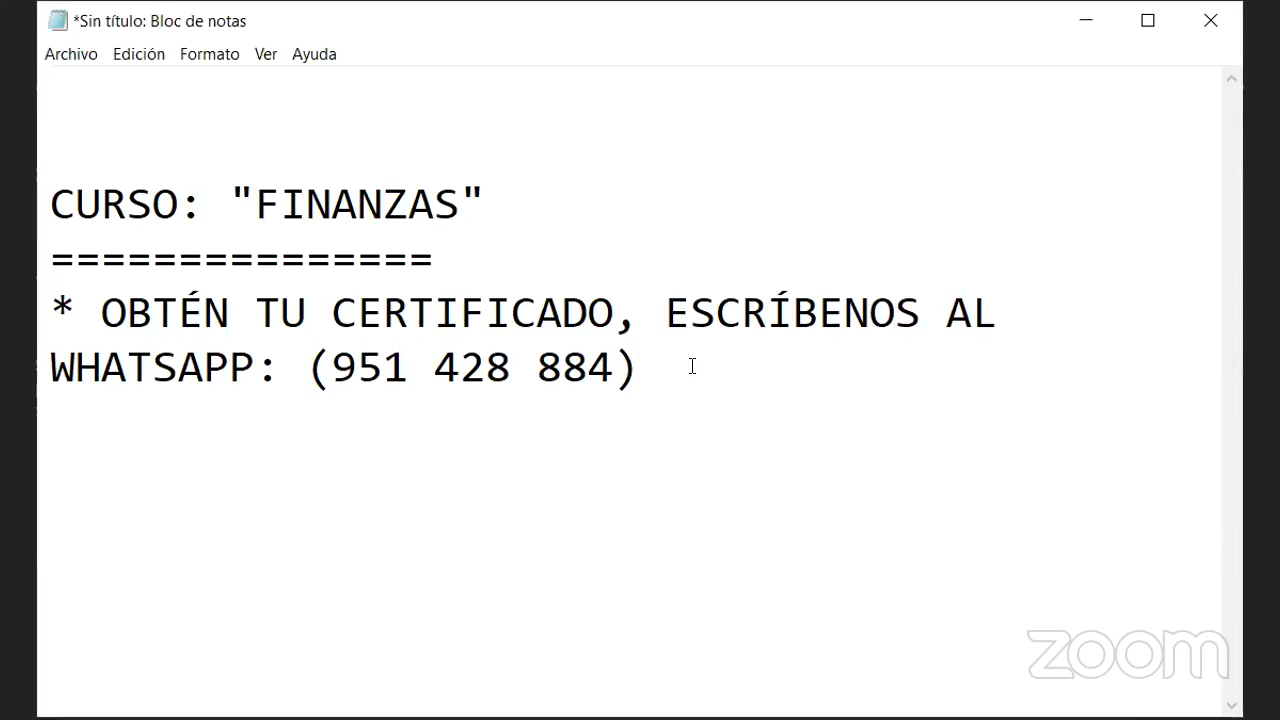 *Sin título: Bloc de notas
Archivo Edición Formato Ver Ayuda
CURSO: "FINANZAS"
===============
* OBTÉN TU CERTIFICADO, ESCRÍBENOS AL
WHATSAPP: (951 428 884)
zoom